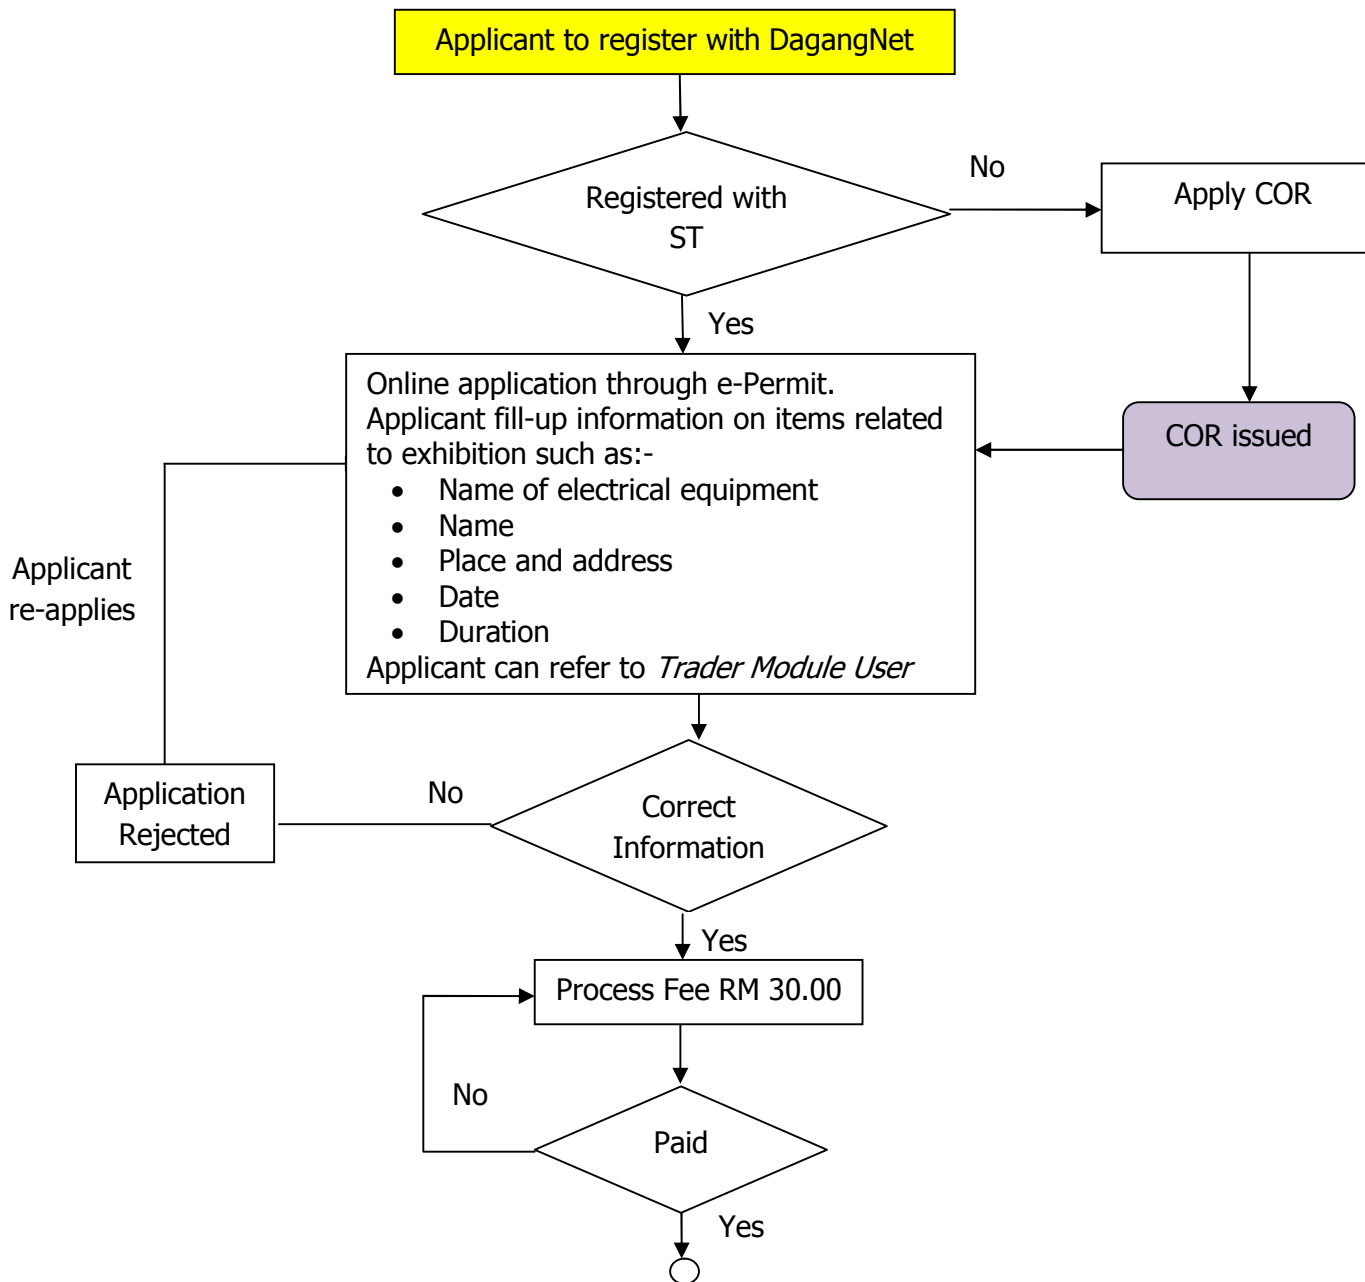 Applicant to register with DagangNet
No
Registered with
ST
Apply COR
Yes
Online application through e-Permit.
Applicant fill-up information on items related
to exhibition such as:-
• Name of electrical equipment
• Name
• Place and address
• Date
• Duration
Applicant can refer to Trader Module User
COR issued
Applicant
re-applies
Application
Rejected
No
Correct
Information
Yes
Process Fee RM 30.00
No
Paid
Yes